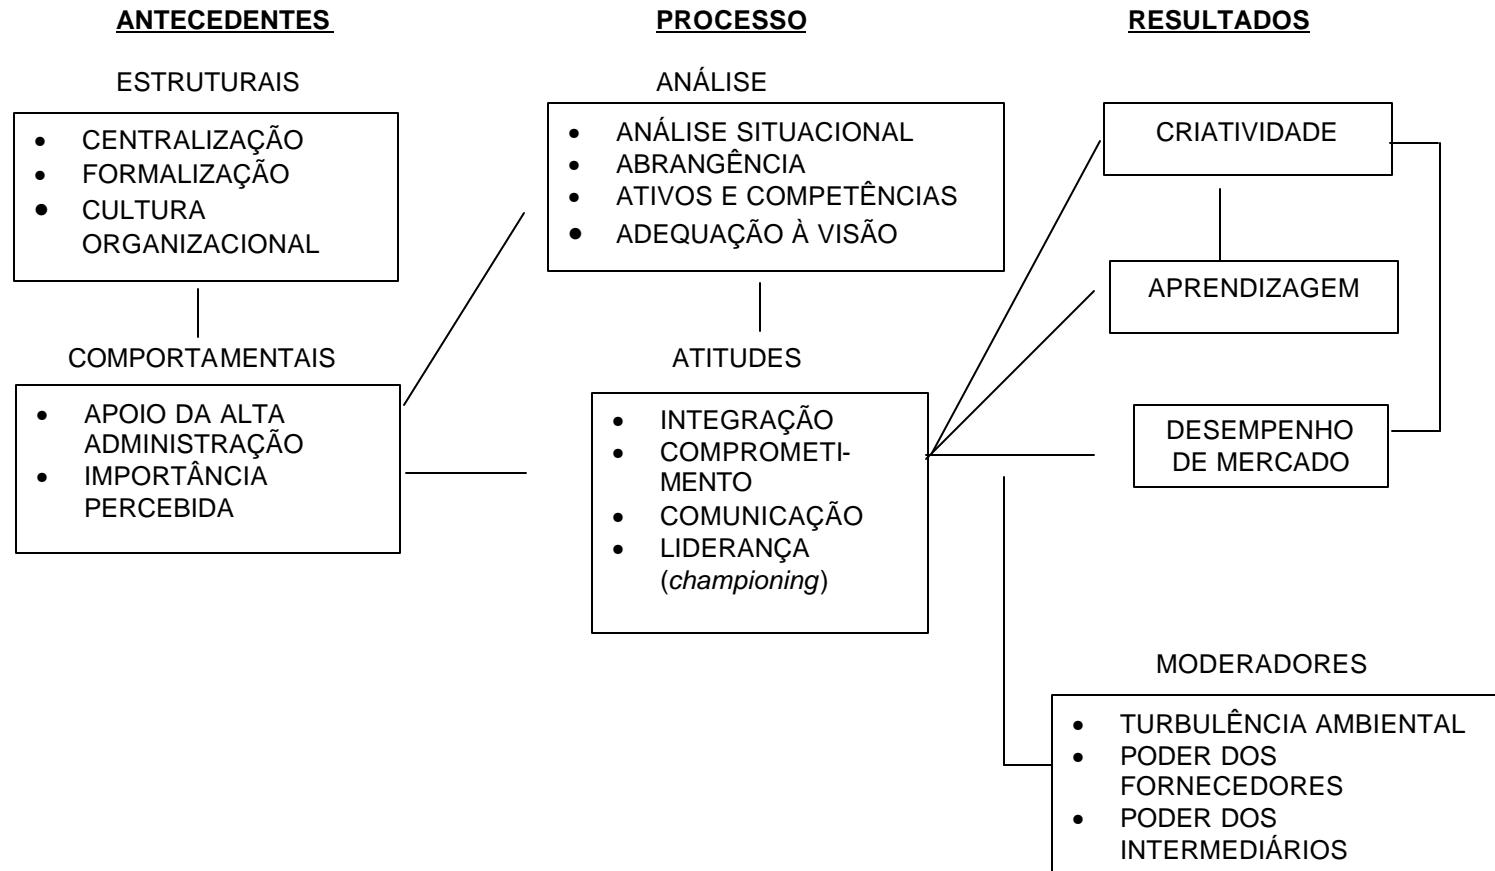 ANTECEDENTES
ESTRUTURAIS
• CENTRALIZAÇÃO
• FORMALIZAÇÃO
• CULTURA
ORGANIZACIONAL
COMPORTAMENTAIS
• APOIO DA ALTA
ADMINISTRAÇÃO
• IMPORTÂNCIA
PERCEBIDA
PROCESSO
ANÁLISE
• ANÁLISE SITUACIONAL
• ABRANGÊNCIA
• ATIVOS E COMPETÊNCIAS
• ADEQUAÇÃO À VISÃO
ATITUDES
• INTEGRAÇÃO
• COMPROMETI-
MENTO
• COMUNICAÇÃO
• LIDERANÇA
(championing)
RESULTADOS
CRIATIVIDADE
APRENDIZAGEM
DESEMPENHO
DE MERCADO
MODERADORES
• TURBULÊNCIA AMBIENTAL
• PODER DOS
FORNECEDORES
• PODER DOS
INTERMEDIÁRIOS